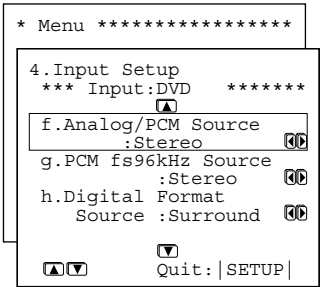 * Menu *****************
4.Input Setup
*** Input:DVD *******
f.Analog/PCM Source
:Stereo
g.PCM fs96kHz Source
:Stereo
h.Digital Format
Source :Surround
Quit:|SETUP|